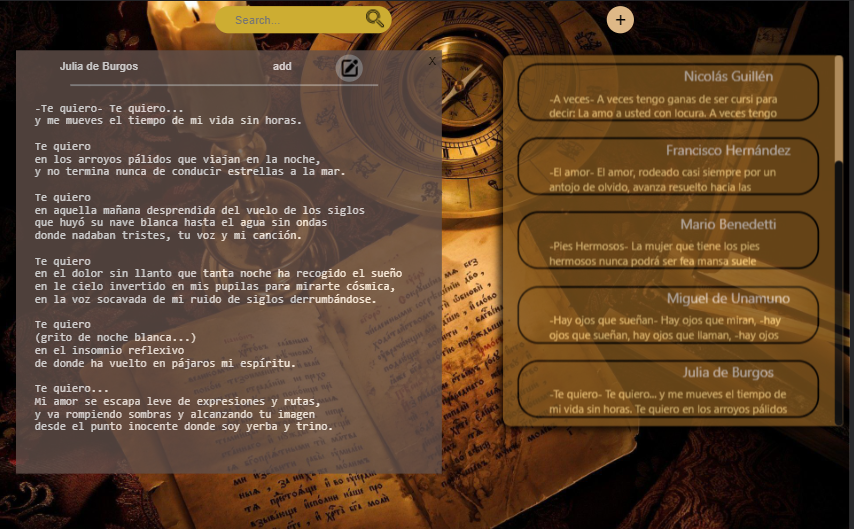 Search...
+
Julia de Burgos
add
X
-Te quiero- Te quiero...
y me mueves el tiempo de mi vida sin horas.
Te quiero
en los arroyos pálidos que viajan en la noche,
y no termina nunca de conducir estrellas a la mar.
Te quiero
en aquella mañana desprendida del vuelo de los siglos
que huyó su nave blanca hasta el agua sin ondas
donde nadaban tristes, tu voz y mi canción.
Te quiero
en el dolor sin llanto que tanta noche ha recogido el sueño
en le cielo invertido en mis pupilas para mirarte cósmica,
en la voz socavada de mi ruido de siglos derrumbándose.
Te quiero
(grito de noche blanca...)
en el insomnio reflexivo
de donde ha vuelto en pájaros mi espíritu.
Te quiero...
Mi amor se escapa leve de expresiones y rutas,
y va rompiendo sombras y alcanzando tu imagen
desde el punto inocente donde soy yerba y trino.
Nicolás Guillén
-A veces- A veces tengo ganas de ser cursi para
decir: La amo a usted con locura. A veces tengo
Francisco Hernández
-El amor- El amor, rodeado casi siempre por un
antojo de olvido, avanza resuelto hacia las
Mario Benedetti
-Pies Hermosos- La mujer que tiene los pies
hermosos nunca podrá ser fea mansa suele
Miguel de Unamuno
-Hay ojos que sueñan- Hay ojos que miran, -hay
ojos que sueñan, hay ojos que llaman, -hay ojos
Julia de Burgos
-Te quiero- Te quiero... y me mueves el tiempo de
mi vida sin horas. Te quiero en los arroyos pálidos